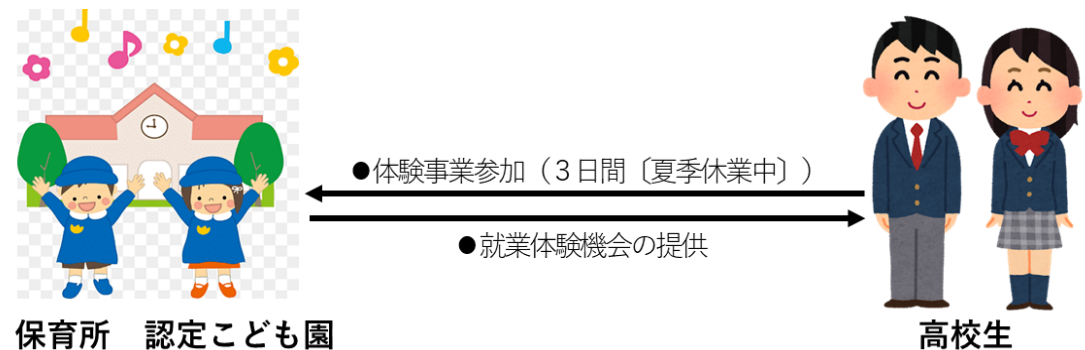 ●体験事業参加（３日間〔夏季休業中〕）
●就業体験機会の提供
保育所　認定こども園
高校生